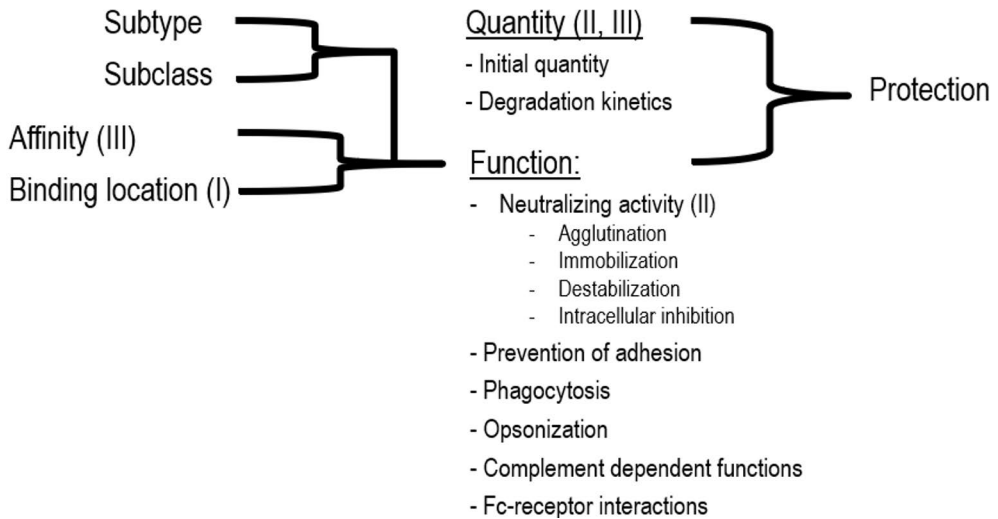 Subtype
Subclass
Affinity (III)
Binding location (I)
Quantity (II, III)
- Initial quantity
- Degradation kinetics
Function:
- Neutralizing activity (II)
- Agglutination
- Immobilization
- Destabilization
- Intracellular inhibition
- Prevention of adhesion
- Phagocytosis
- Opsonization
- Complement dependent functions
- Fc-receptor interactions
Protection